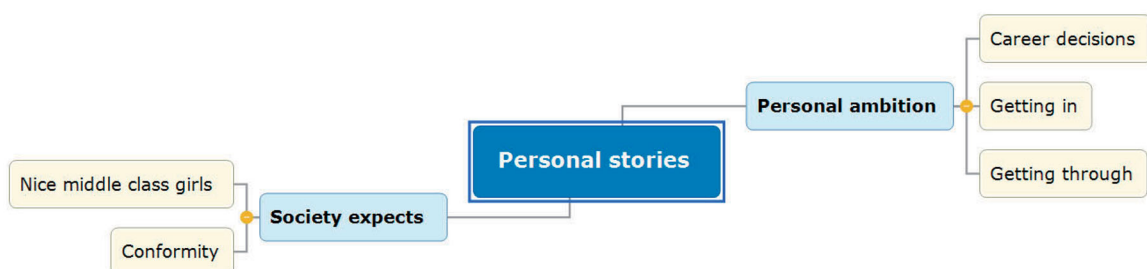 Career decisions
Personal ambition
Getting in
Personal stories
Getting through
Nice middle class girls
Society expects
Conformity